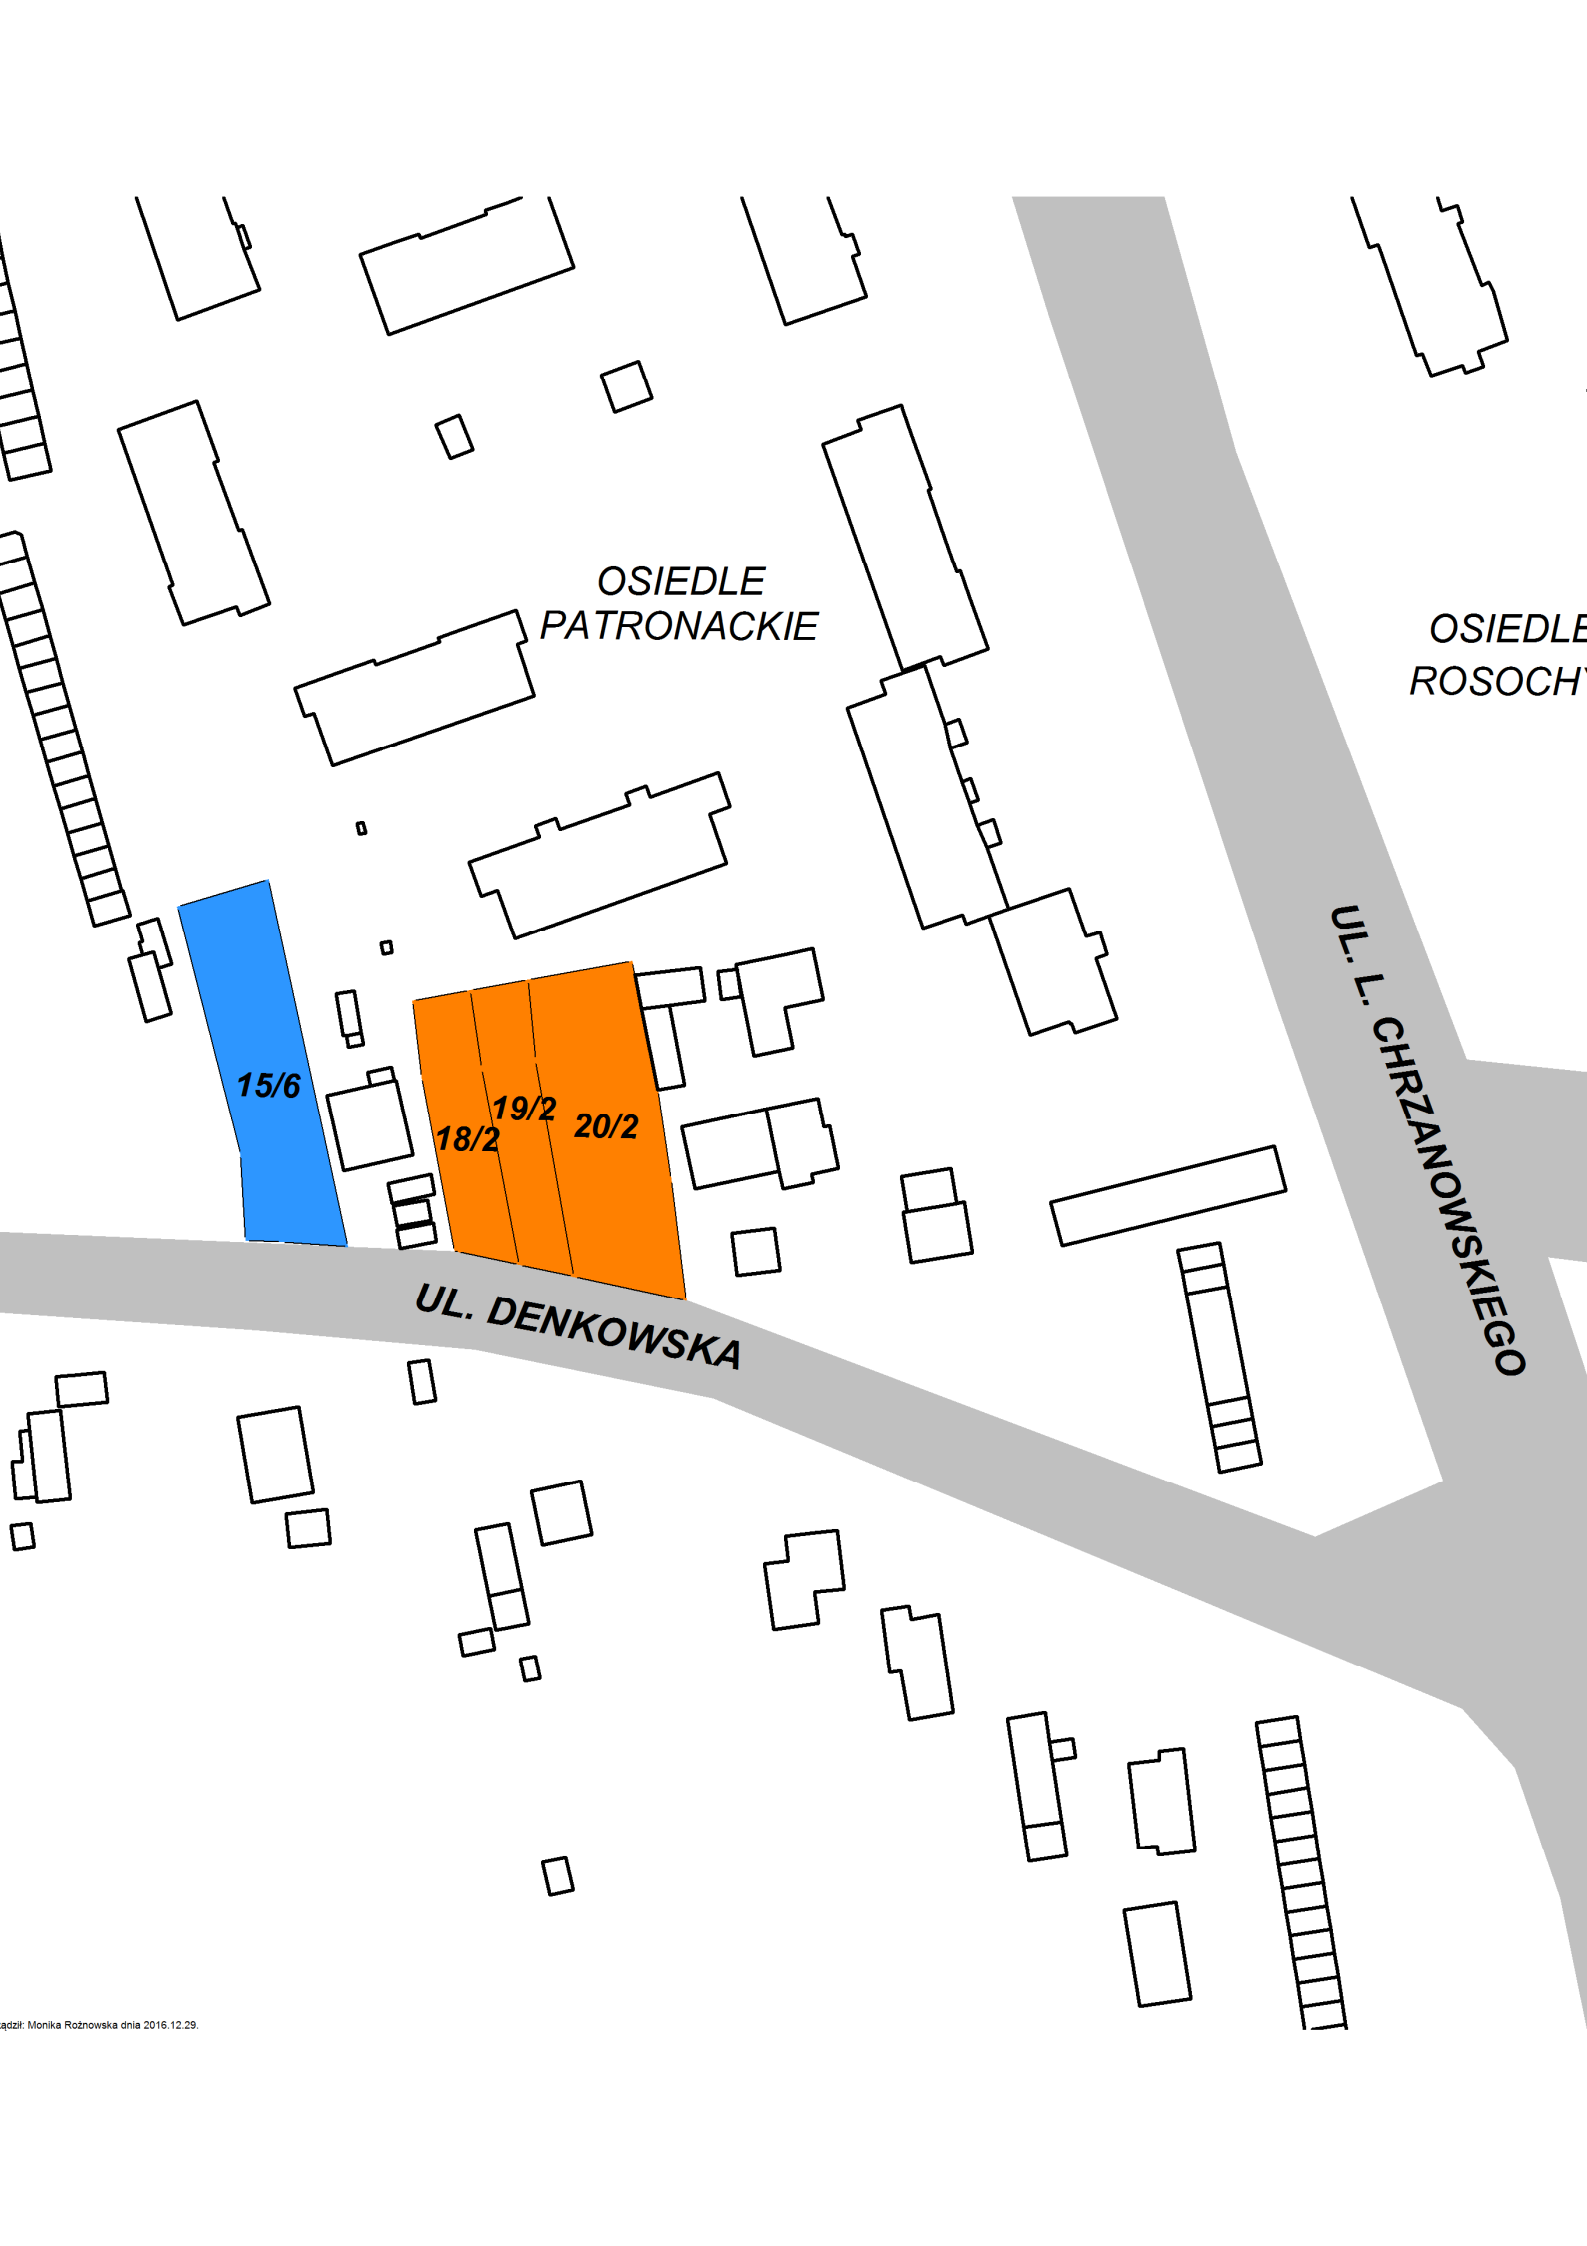 OSIEDLE
PATRONACKIE
OSIEDLE
ROSOCHY
UL. L. CHRZANOWSKIEGO
15/6
18/2
19/2
20/2
UL. DENKOWSKA
ządził: Monika Rożnowska dnia 2016.12.29.